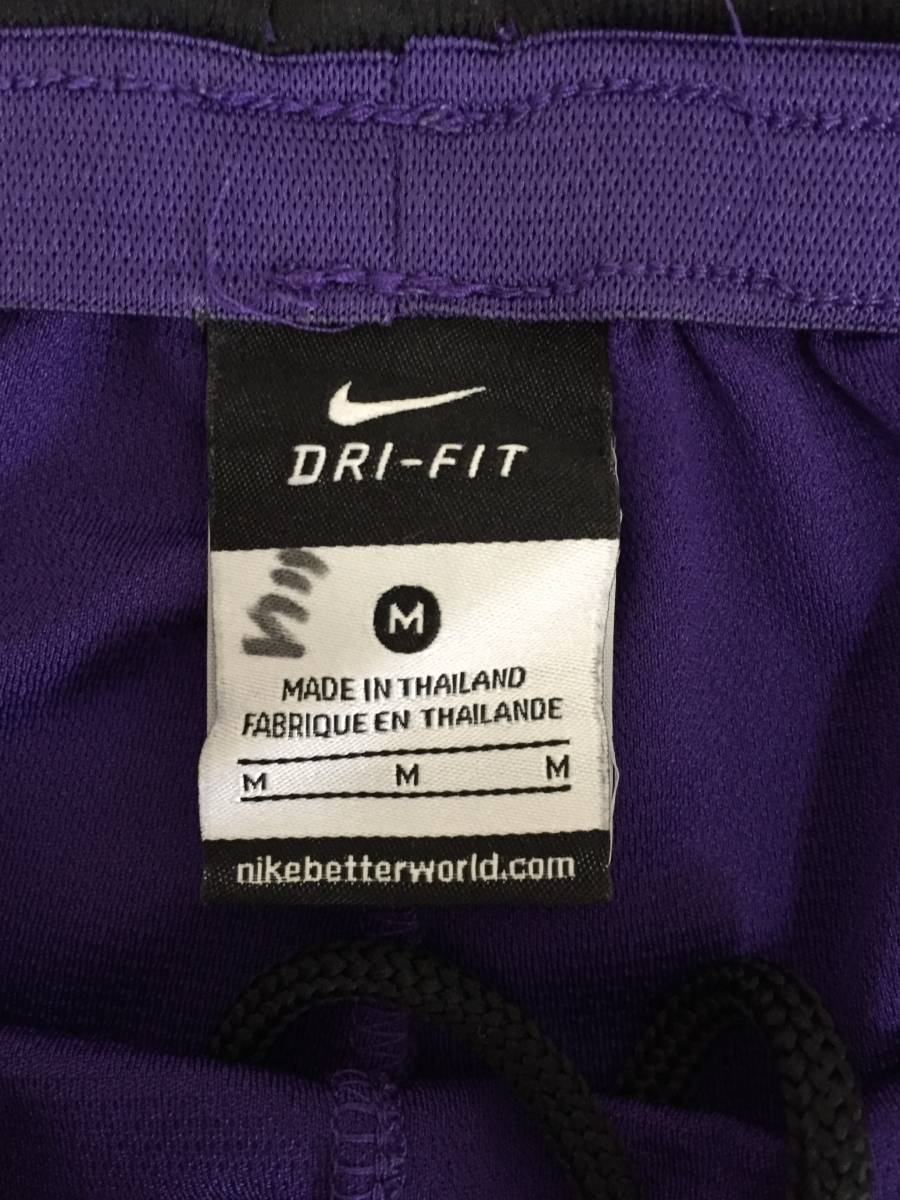 DRI-FIT
M
MADE IN THAILAND
FABRIQUE EN THAILANDE
M M M
nikebetterworld.com